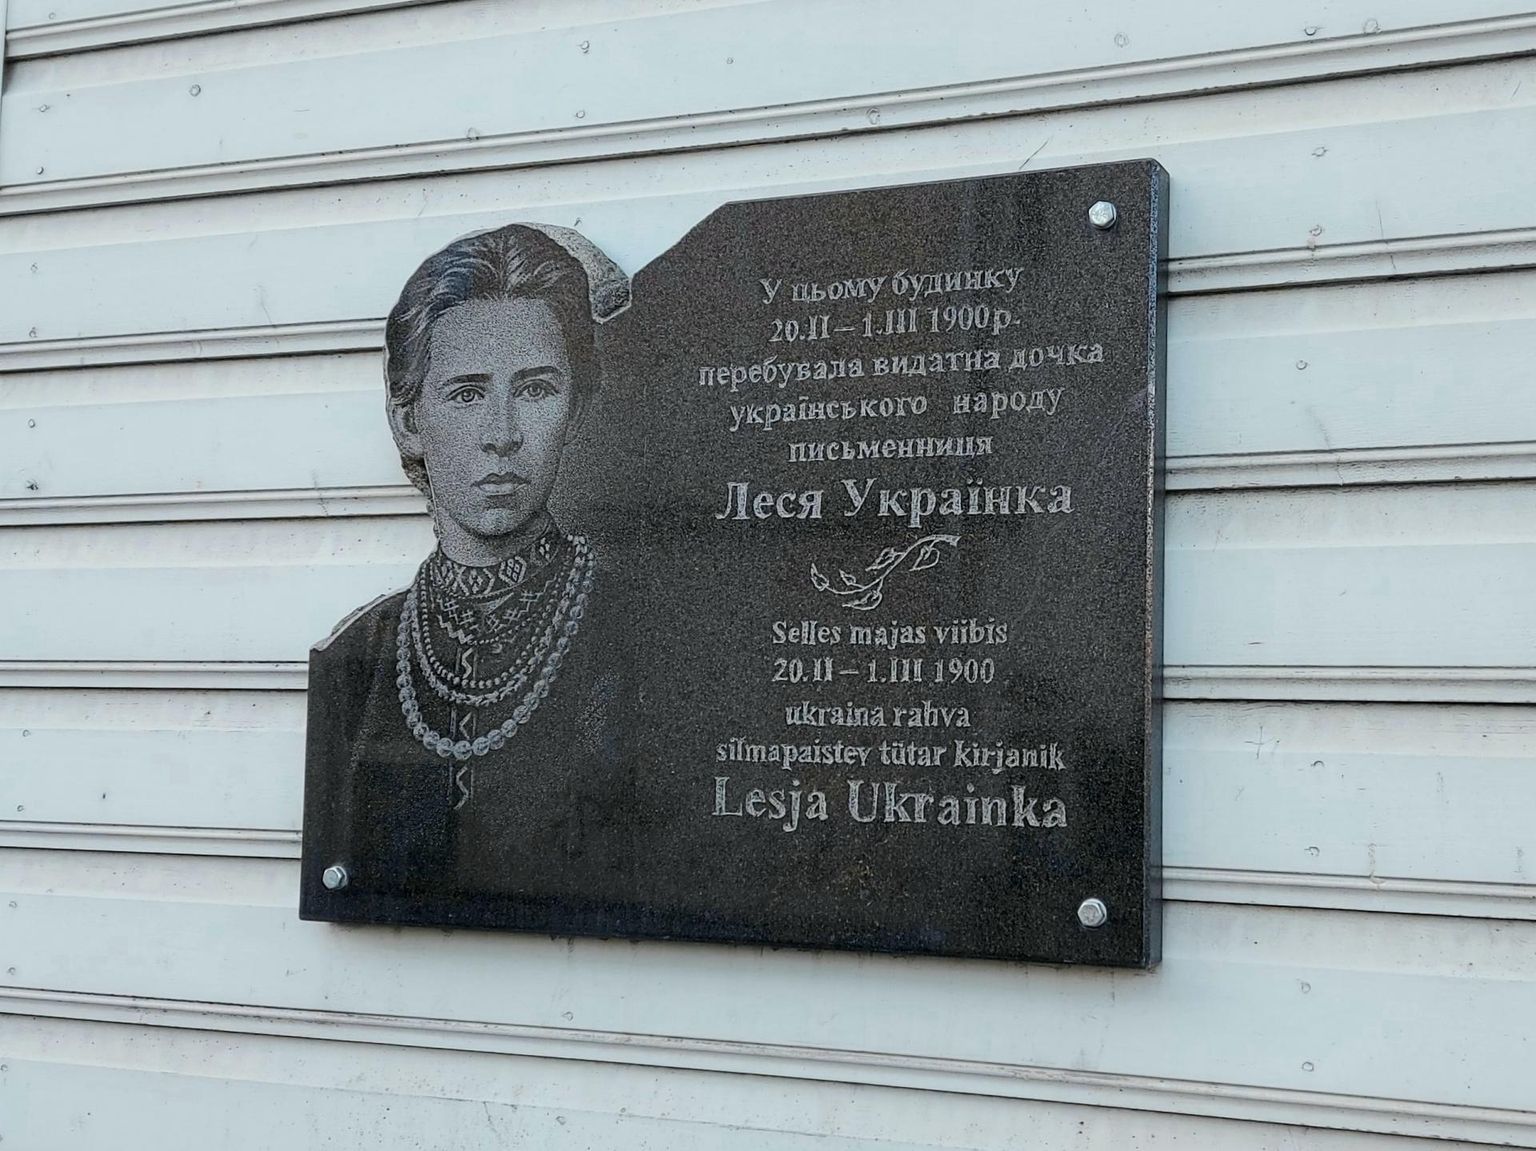 У цьому будинку
20.II – 1.III 1900р.
перебувала видатна дочка
українського народу
письменниця
Леся Українка
Selles majas viibis
20.II – 1.III 1900
ukraina rahva
silmapaistev tütar kirjanik
Lesja Ukrainka